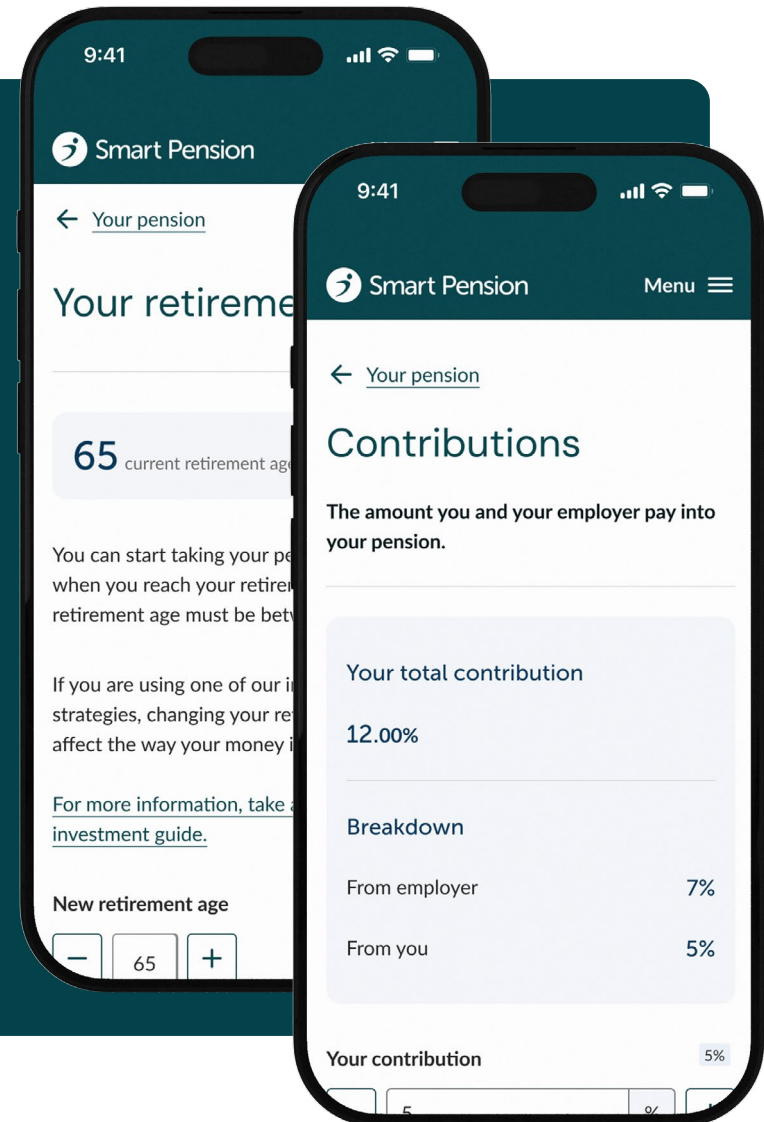 9:41
Smart Pension
Your pension
Your retireme
65 current retirement age
You can start taking your pe
when you reach your retire
retirement age must be bet
If you are using one of our i
strategies, changing your re
affect the way your money i
For more information, take a
investment guide.
New retirement age
− 65 +
9:41
Smart Pension
Menu
Your pension
Contributions
The amount you and your employer pay into
your pension.
Your total contribution
12.00%
Breakdown
From employer 7%
From you 5%
Your contribution 5%
5 %